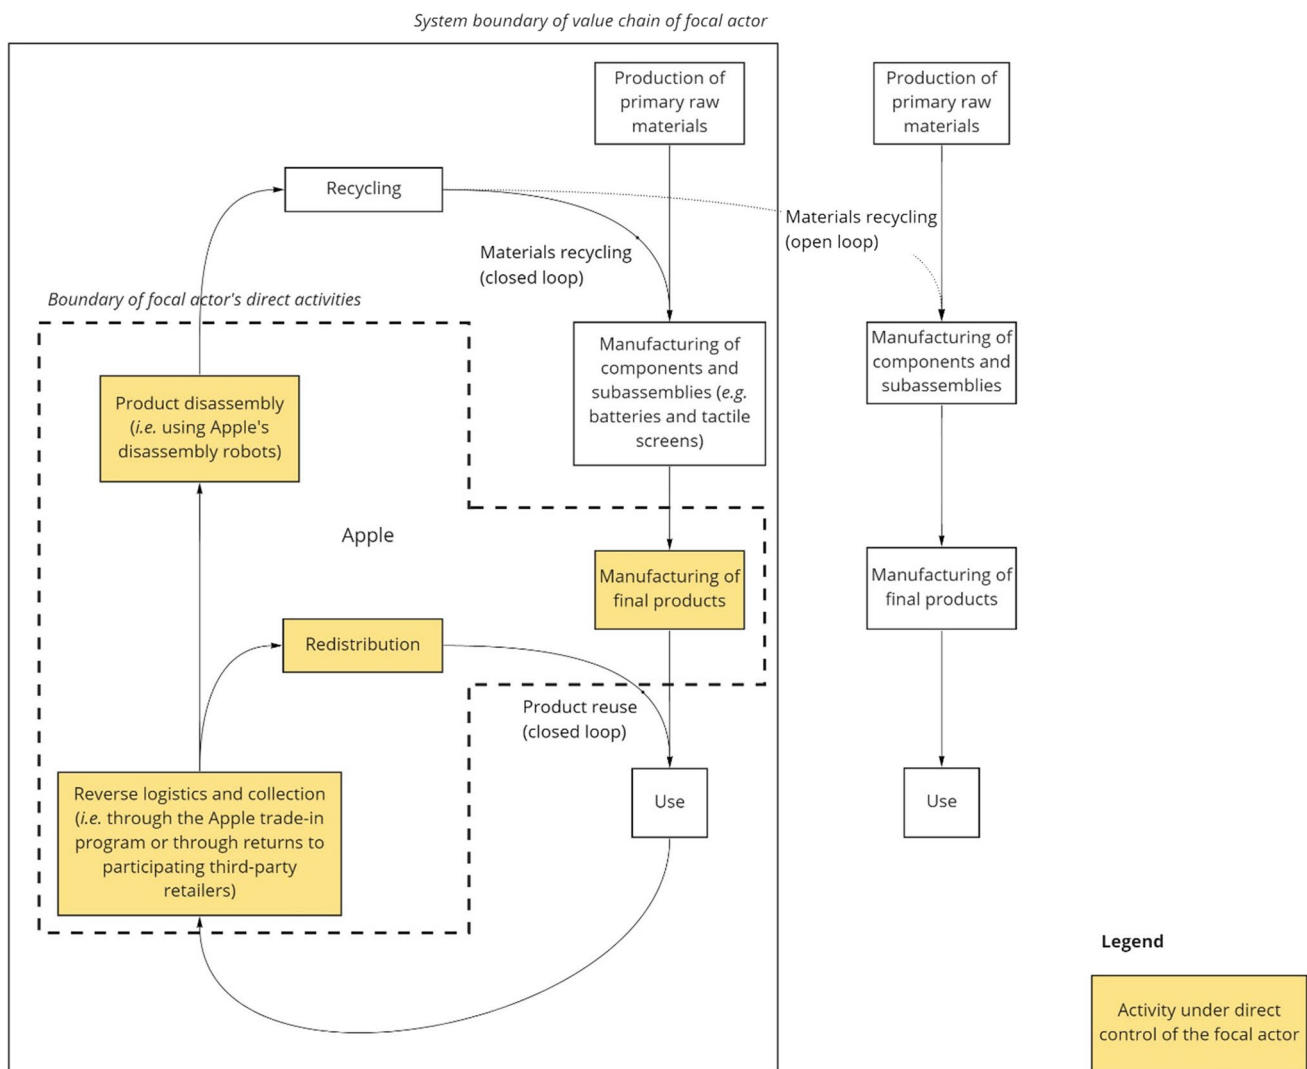 System boundary of value chain of focal actor
Production of
primary raw
materials
Production of
primary raw
materials
Recycling
Materials recycling
(open loop)
Materials recycling
(closed loop)
Boundary of focal actor's direct activities
Manufacturing of
components and
subassemblies (e.g.
batteries and tactile
screens)
Manufacturing of
components and
subassemblies
Product disassembly
(i.e. using Apple's
disassembly robots)
Apple
Manufacturing of
final products
Manufacturing of
final products
Redistribution
Product reuse
(closed loop)
Reverse logistics and collection
(i.e. through the Apple trade-in
program or through returns to
participating third-party
retailers)
Use
Use
Legend
Activity under direct
control of the focal actor